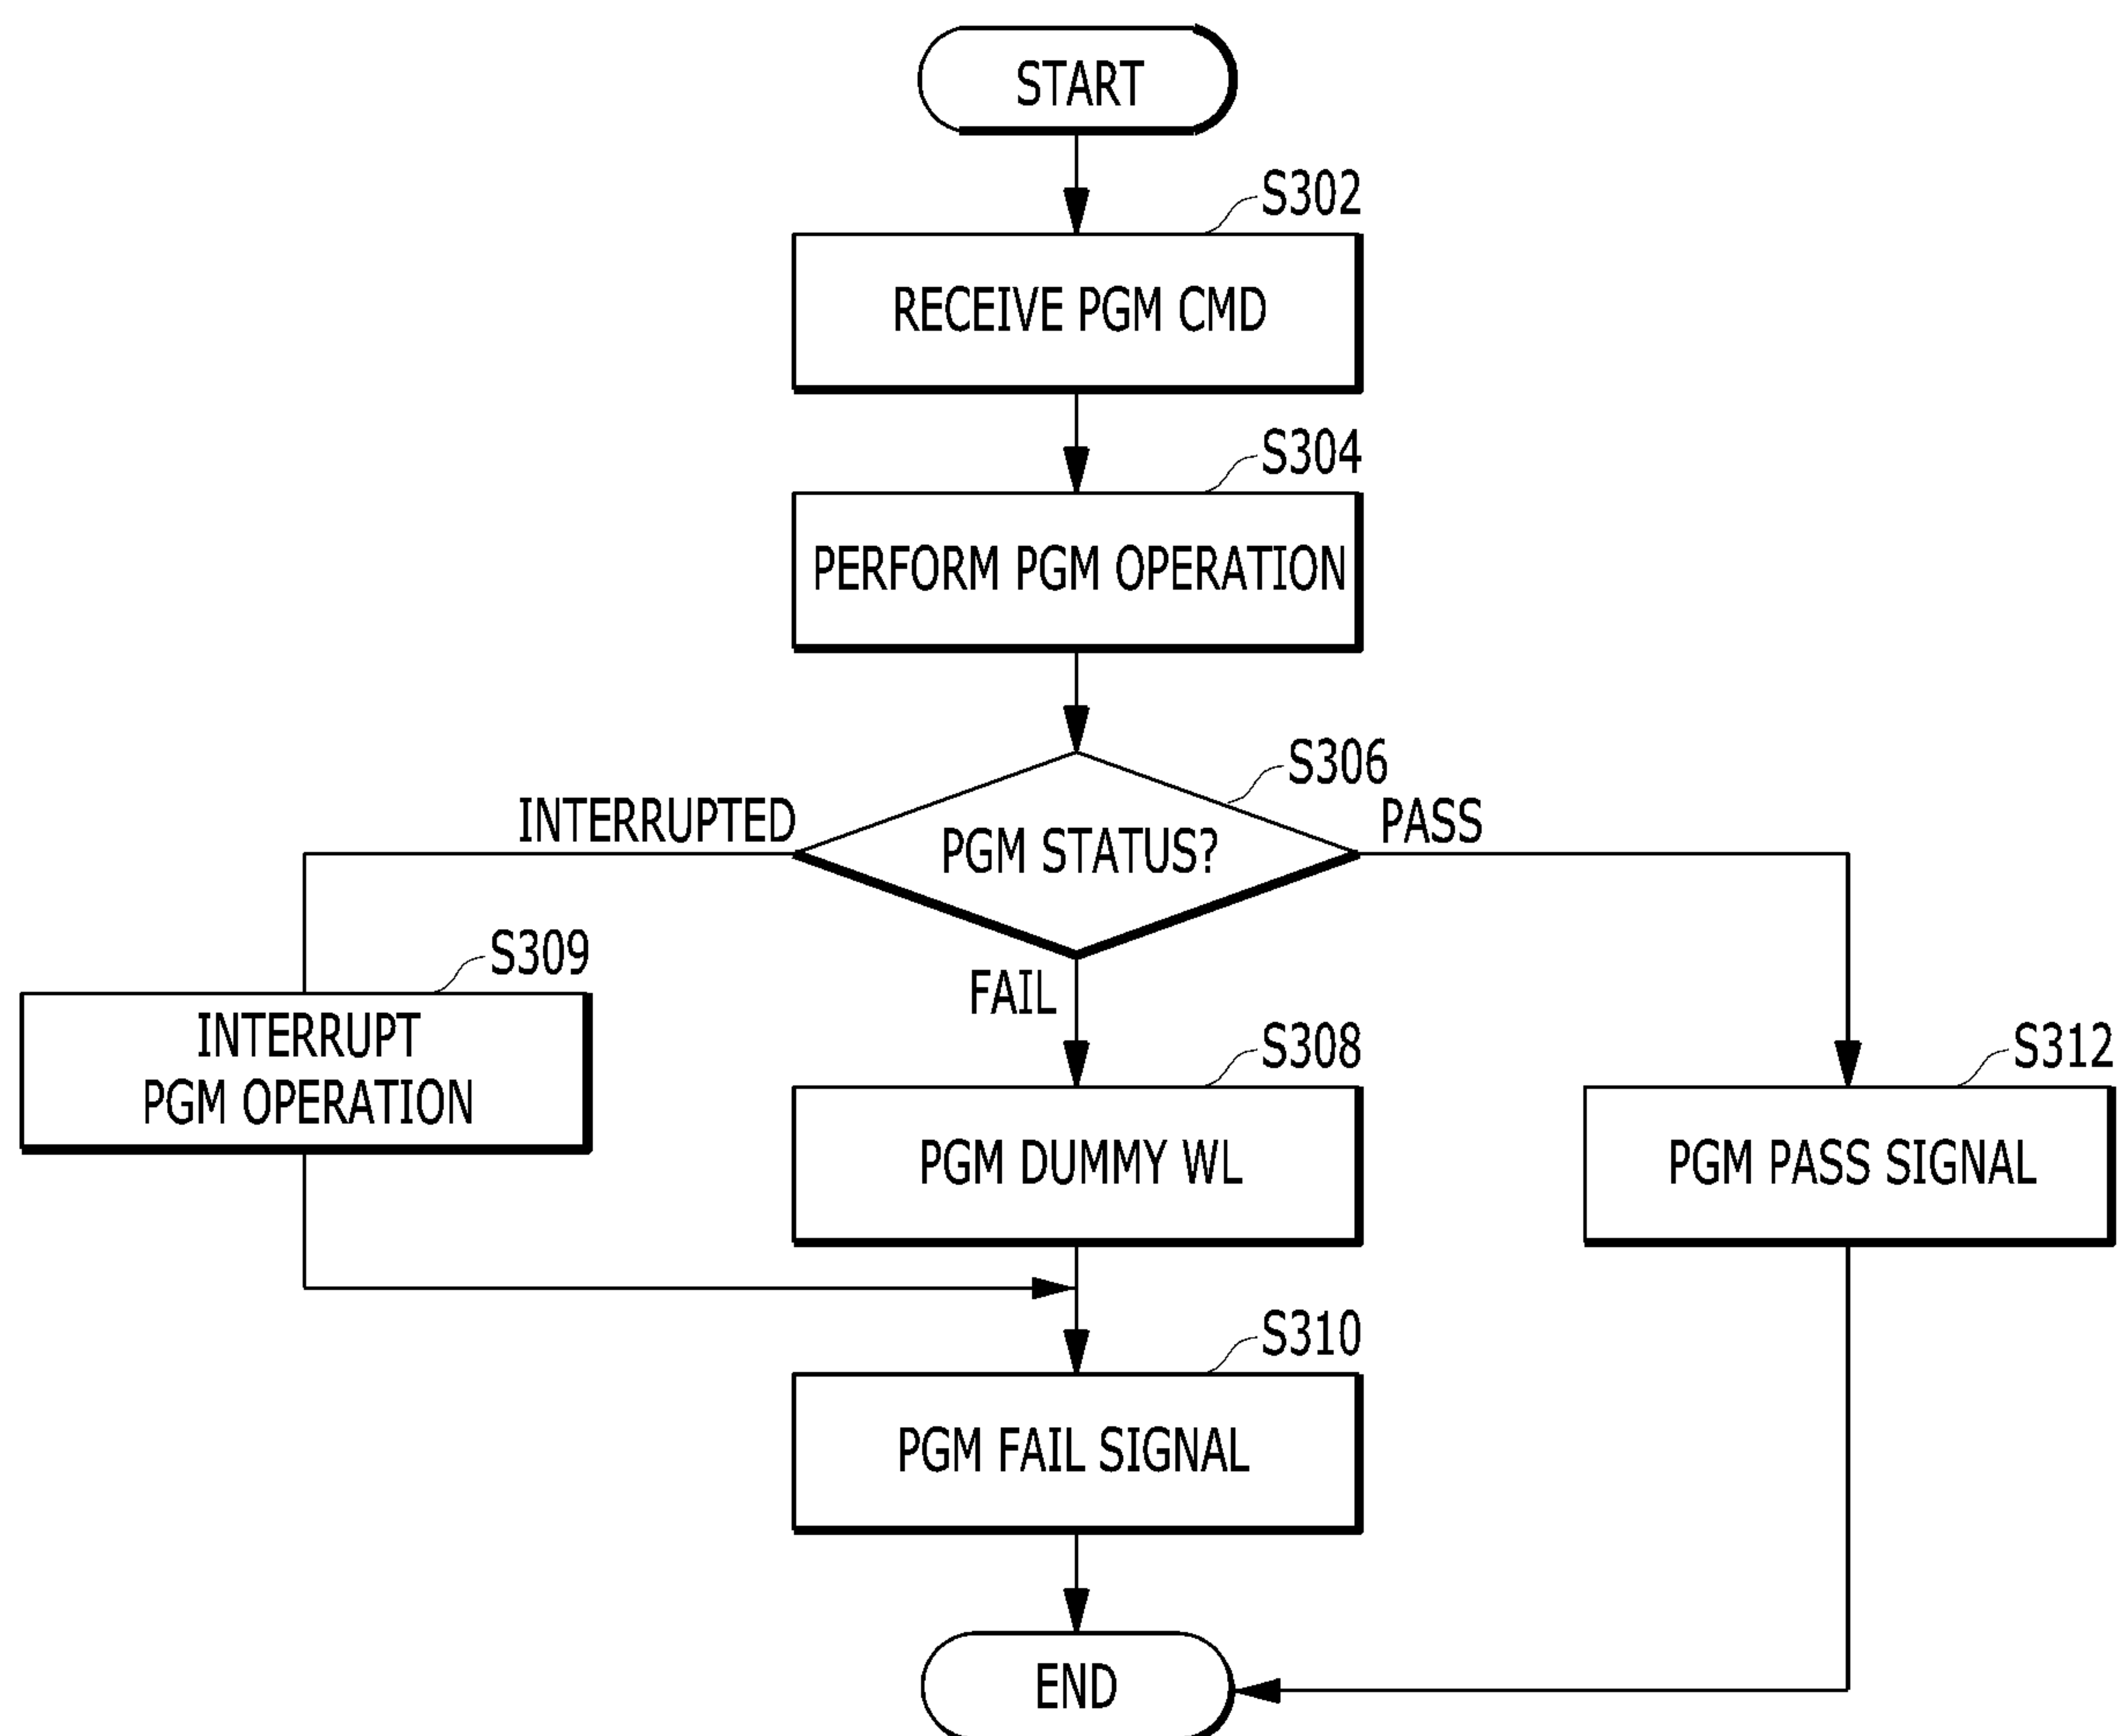 START
S302
RECEIVE PGM CMD
S304
PERFORM PGM OPERATION
S306
INTERRUPTED
PASS
PGM STATUS?
S309
FAIL
INTERRUPT
PGM OPERATION
S308
S312
PGM DUMMY WL
PGM PASS SIGNAL
S310
PGM FAIL SIGNAL
END